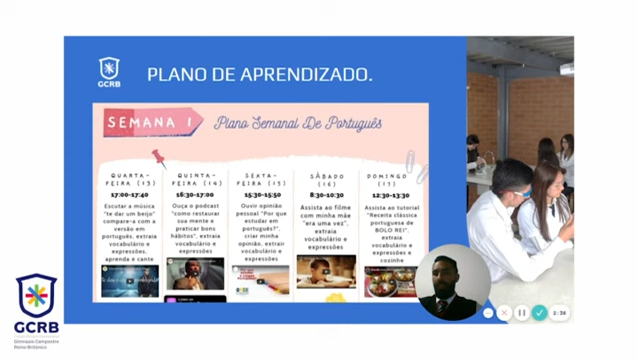 GCRB
PLANO DE APRENDIZADO.
SEMANA 1
Plano Semanal De Português
QUARTA-
FEIRA (13)
17:00-17:40
Escutar a música
"te dar um beijo"
compare-a com a
versão em
português, extraia
vocabulário e
expressões,
aprenda é cante
QUINTA-
FEIRA (14)
16:30-17:00
Ouça o podcast
"como restaurar
sua mente e
praticar bons
hábitos", extraia
vocabulário e
expressões
SEXTA-
FEIRA (15)
15:30-15:50
Ouvir opinião
pessoal "Por que
estudar em
português?",
criar minha
opinião, extrair
vocabulário e
expressões
SÁBADO
(16)
8:30-10:30
Assista ao filme
com minha mãe
"era uma vez",
extraia
vocabulário e
expressões
DOMINGO
(17)
12:30-13:30
Assista ao tutorial
"Receita clássica
portuguesa de
BOLO REI", extraia
vocabulário e
expressões e
cozinhe
GCRB
Gimnasio Campestre
Reino Británico